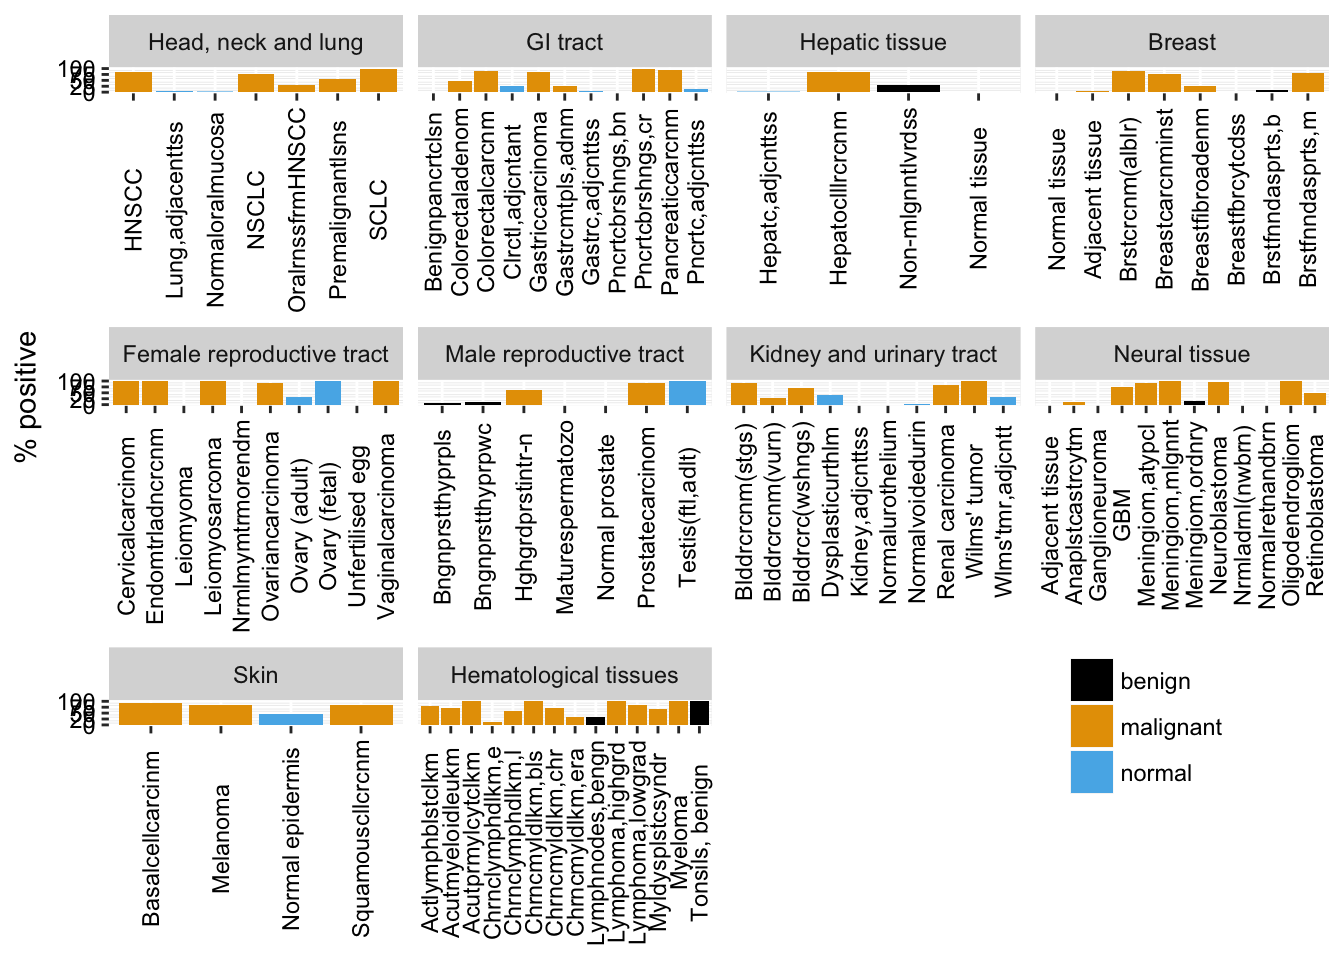 % positive
Head, neck and lung
GI tract
Hepatic tissue
Breast
100
75
50
25
0
HNSCC
Lung,adjacenttss
Normaloralmucosa
NSCLC
OralrnssfrmHNSCC
Premalignantlsns
SCLC
Benignpancrtclsn
Colorectaladenom
Colorectalcarcnm
Clrctl,adjcntant
Gastriccarcinoma
Gastrcmtpls,adnm
Gastrc,adjcnttss
Pncrtcbrshngs,bn
Pncrtcbrshngs,cr
Pancreaticcarcnm
Pncrtc,adjcnttss
Hepatc,adjcnttss
Hepatoclllrcrcnm
Non-mlgnntlvrdss
Normal tissue
Normal tissue
Adjacent tissue
Brstcrcnm(alblr)
Breastcarcnminst
Breastfibroadenm
Breastfbrcytcdss
Brstfnndasprts,b
Brstfnndasprts,m
Female reproductive tract
Male reproductive tract
Kidney and urinary tract
Neural tissue
100
75
50
25
0
Cervicalcarcinom
Endomtrladncrcnm
Leiomyoma
Leiomyosarcoma
Nrmlmymtmorendm
Ovariancarcinoma
Ovary (adult)
Ovary (fetal)
Unfertilised egg
Vaginalcarcinoma
Bngnprstthyprpls
Bngnprstthyprpwc
Hghgrdprstintr-n
Maturespermatozo
Normal prostate
Prostatecarcinom
Testis(ftl,adlt)
Blddrcrcnm(stgs)
Blddrcrcnm(vurn)
Blddrcrc(wshngs)
Dysplasticurthlm
Kidney,adjcnttss
Normalurothelium
Normalvoidedurin
Renal carcinoma
Wilms' tumor
Wlms'tmr,adjcntt
Adjacent tissue
Anaplstcastrcytm
Ganglioneuroma
GBM
Meningiom,atypcl
Meningiom,mlgnnt
Meningiom,ordnry
Neuroblastoma
Nrmladrnl(nwbrn)
Normalretnandbrn
Oligodendrogliom
Retinoblastoma
Skin
Hematological tissues
100
75
50
25
0
Basalcellcarcinm
Melanoma
Normal epidermis
Squamouscllcrcnm
Actlymphblstclkm
Acutmyeloidleukm
Acutprmylcytclkm
Chrnclymphdlkm,e
Chrnclymphdlkm,l
Chrncmyldlkm,bls
Chrncmyldlkm,chr
Chrncmyldlkm,era
Lymphnodes,bengn
Lymphoma,highgrd
Lymphoma,lowgrad
Myldysplstcsyndr
Myeloma
Tonsils, benign
benign
malignant
normal